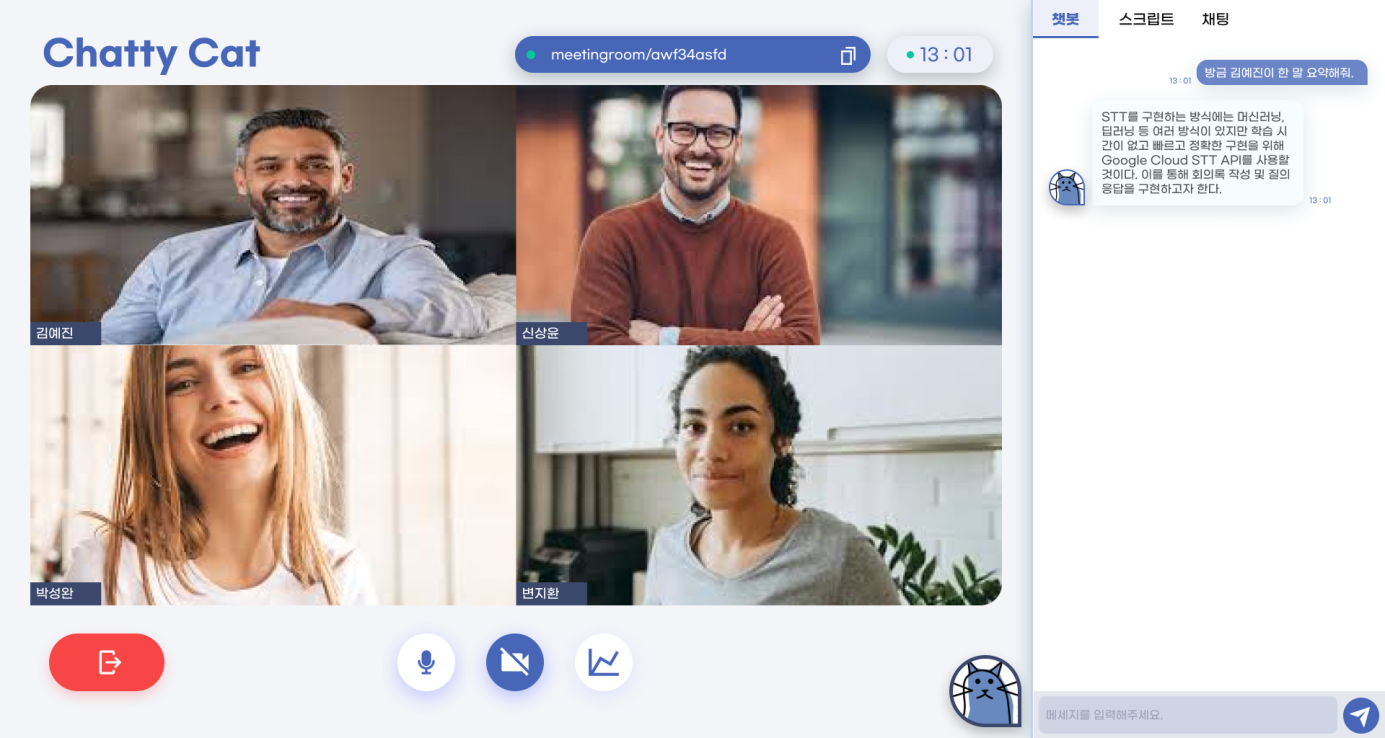 Chatty Cat
meetingroom/awf34asfd
13 : 01
김예진
신상윤
박성완
변지환
챗봇 스크립트 채팅
13 : 01
방금 김예진이 한 말 요약해줘.
STT를 구현하는 방식에는 머신러닝,
딥러닝 등 여러 방식이 있지만 학습 시
간이 없고 빠르고 정확한 구현을 위해
Google Cloud STT API를 사용할
것이다. 이를 통해 회의록 작성 및 질의
응답을 구현하고자 한다.
13 : 01
메세지를 입력해주세요.